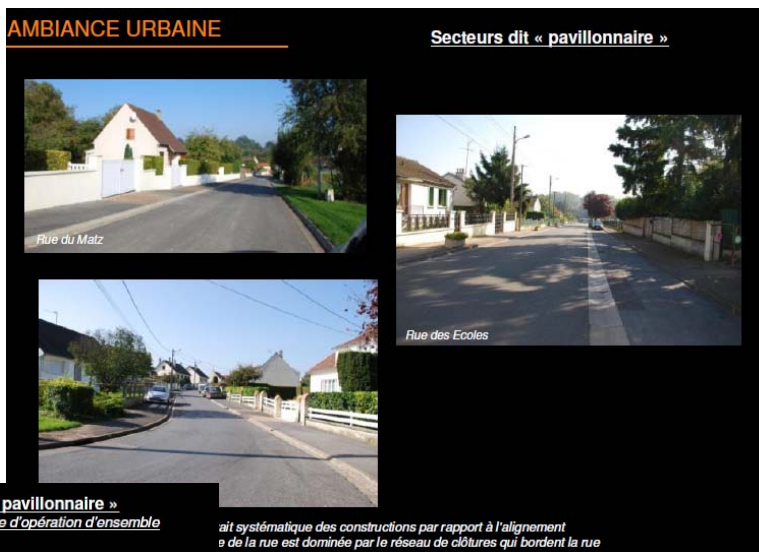 AMBIANCE URBAINE
Secteurs dit « pavillonnaire »
Rue du Matz
Rue des Ecoles
pavillonnaire »
d'opération d'ensemble
systématique des constructions par rapport à l'alignement
de la rue est dominée par le réseau de clôtures qui bordent la rue